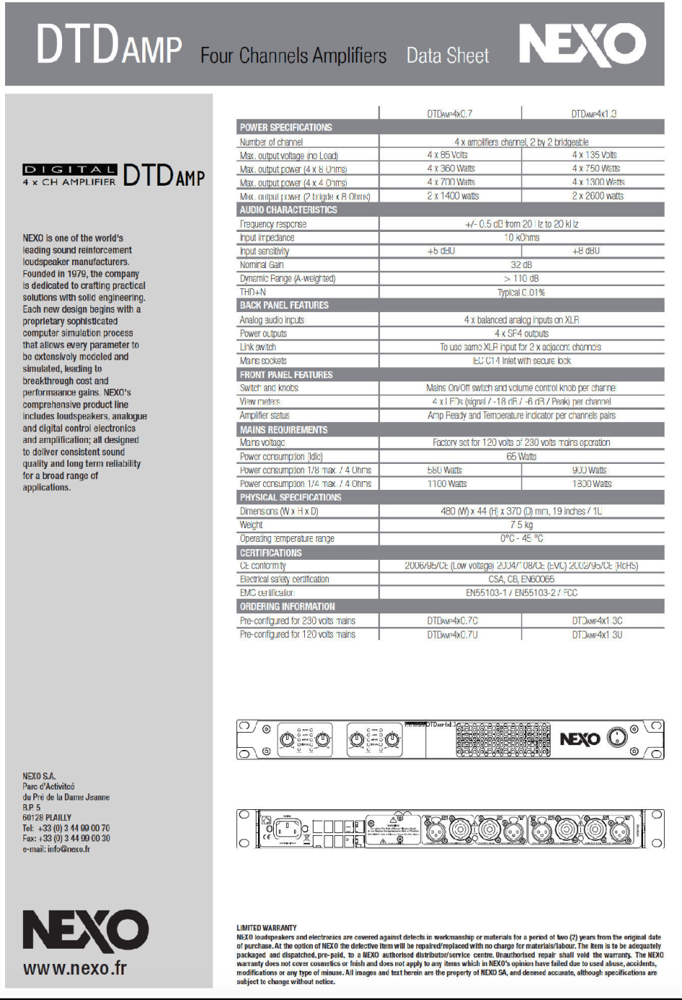 DTDAMP Four Channels Amplifiers Data Sheet NEXO
DIGITAL
4 x CH AMPLIFIER DTDAMP
NEXO is one of the world's
leading sound reinforcement
loudspeaker manufacturers.
Founded in 1979, the company
is dedicated to crafting practical
solutions with solid engineering.
Each new design begins with a
proprietary sophisticated
computer simulation process
that allows every parameter to
be extensively modeled and
simulated, leading to
breakthrough cost and
performaance gains. NEXO's
comprehensive product line
includes loudspeakers, analogue
and digital control electronics
and amplification; all designed
to deliver consistent sound
quality and long term reliability
for a broad range of
applications.
NEXO S.A.
Parc d'Activiteé
du Pré de la Dame Jeanne
B.P. 5
60128 PLAILLY
Tel: +33 (0) 3 44 99 00 70
Fax: +33 (0) 3 44 99 00 30
e-mail: info@nexo.fr
NEXO
www.nexo.fr
DTDAMP4x0.7 DTDAMP4x1.3
POWER SPECIFICATIONS
Number of channel 4 x amplifiers channel, 2 by 2 bridgeable
Max. output voltage (no Load) 4 x 85 Volts 4 x 135 Volts
Max. output power (4 x 8 Ohms) 4 x 360 Watts 4 x 750 Watts
Max. output power (4 x 4 Ohms) 4 x 700 Watts 4 x 1300 Watts
Max. output power (2 brigde x 8 Ohms) 2 x 1400 watts 2 x 2600 watts
AUDIO CHARACTERISTICS
Frequency response +/- 0.5 dB from 20 Hz to 20 kHz
Input impedance 10 kOhms
Input sensitivity +5 dBU +8 dBU
Nominal Gain 32 dB
Dynamic Range (A-weighted) > 110 dB
THD+N Typical 0.01%
BACK PANEL FEATURES
Analog audio inputs 4 x balanced analog inputs on XLR
Power outputs 4 x SP4 outputs
Link switch To use same XLR input for 2 x adjacent channels
Mains sockets IEC C14 Inlet with secure lock
FRONT PANEL FEATURES
Switch and knobs Mains On/Off switch and volume control knob per channel
View meters 4 x LEDs (signal / -18 dB / -6 dB / Peak) per channel
Amplifier status Amp Ready and Temperature indicator per channels pairs
MAINS REQUIREMENTS
Mains voltage Factory set for 120 volts of 230 volts mains operation
Power consumption (Idle) 65 Watts
Power consumption 1/8 max. / 4 Ohms 580 Watts 900 Watts
Power consumption 1/4 max. / 4 Ohms 1100 Watts 1800 Watts
PHYSICAL SPECIFICATIONS
Dimensions (W x H x D) 480 (W) x 44 (H) x 370 (D) mm, 19 inches / 1U
Weight 7.5 kg
Operating temperature range 0°C - 45 °C
CERTIFICATIONS
CE conformity 2006/95/CE (Low voltage) 2004/108/CE (EMC) 2002/95/CE (RoHS)
Electrical safety certification CSA, CB, EN60065
EMC certification EN55103-1 / EN55103-2 / FCC
ORDERING INFORMATION
Pre-configured for 230 volts mains DTDAMP4x0.7C DTDAMP4x1.3C
Pre-configured for 120 volts mains DTDAMP4x0.7U DTDAMP4x1.3U
DTDAMP4x1.3
NEXO
WARNING
LIMITED WARRANTY
NEXO loudspeakers and electronics are covered against defects in workmanship or materials for a period of two (2) years from the original date
of purchase. At the option of NEXO the defective item will be repaired/replaced with no charge for materials/labour. The item is to be adequately
packaged and dispatched, pre-paid, to a NEXO authorised distributor/service centre. Unauthorised repair shall void the warranty. The NEXO
warranty does not cover cosmetics or fnish and does not apply to any items which in NEXO's opinion have failed due to used abuse, accidents,
modifications or any type of misuse. All images and text herein are the property of NEXO SA, and deemed accurate, although specifications are
subject to change without notice.